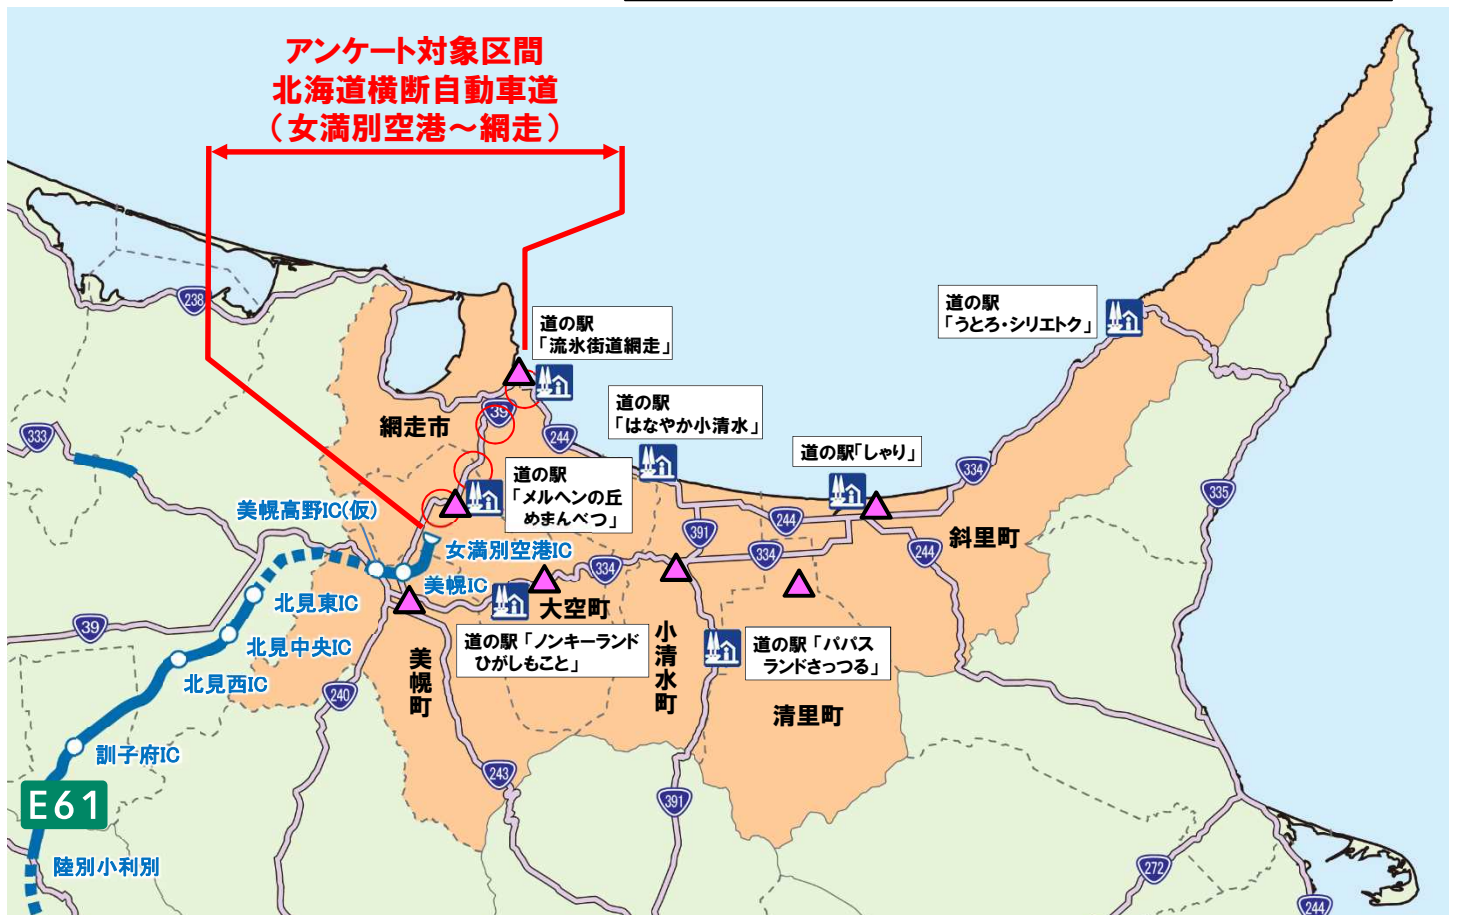 アンケート対象区間
北海道横断自動車道
（女満別空港～網走）
238
道の駅
「流氷街道網走」
道の駅
「うとろ・シリエトク」
39
網走市
244
道の駅
「はなやか小清水」
道の駅「しゃり」
333
334
335
道の駅
「メルヘンの丘
めまんべつ」
美幌高野IC(仮)
女満別空港IC
美幌IC
391
244
334
244
斜里町
334
北見東IC
39
大空町
北見中央IC
道の駅「ノンキーランド
ひがしもこと」
小清水町
道の駅「パパス
ランドさっつる」
北見西IC
240
美幌町
清里町
訓子府IC
243
391
E61
陸別小利別
272
244